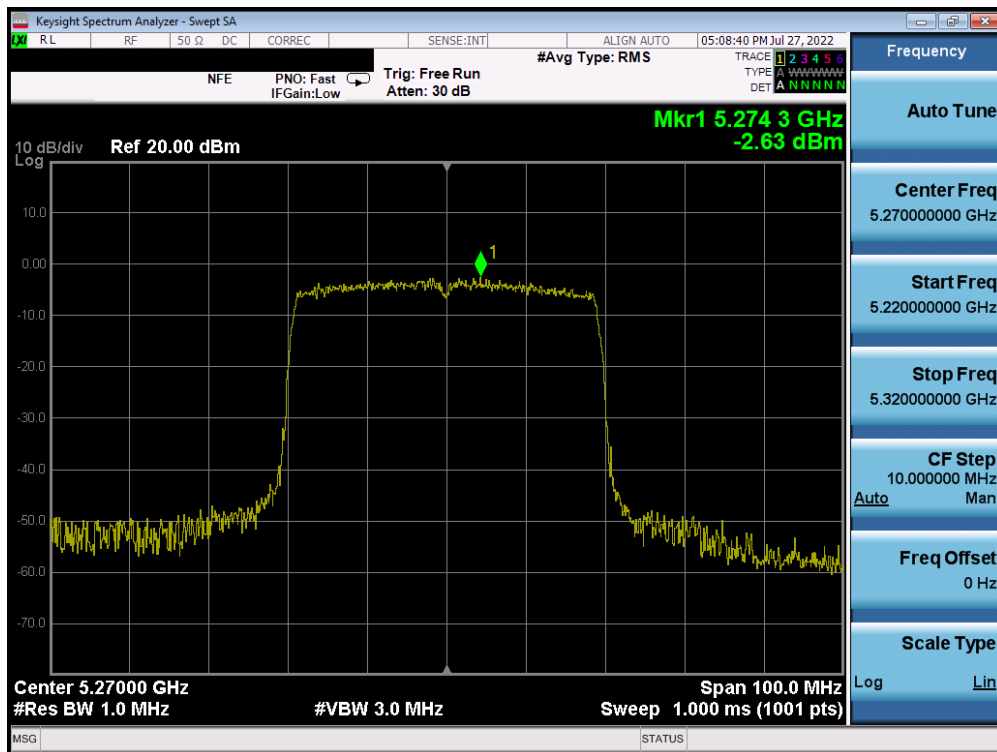 Keysight Spectrum Analyzer - Swept SA
LXI RL RF 50 Ω DC CORREC SENSE:INT ALIGN AUTO 05:08:40 PM Jul 27, 2022
Frequency
NFE PNO: Fast Trig: Free Run #Avg Type: RMS TRACE 1 2 3 4 5 6
IFGain:Low Atten: 30 dB TYPE A WWWWW
DET A N N N N N
Auto Tune
Mkr1 5.274 3 GHz
-2.63 dBm
10 dB/div Ref 20.00 dBm
Log
10.0
0.00
-10.0
-20.0
-30.0
-40.0
-50.0
-60.0
-70.0
1
Center Freq
5.270000000 GHz
Start Freq
5.220000000 GHz
Stop Freq
5.320000000 GHz
CF Step
10.000000 MHz
Auto Man
Freq Offset
0 Hz
Scale Type
Log Lin
Center 5.27000 GHz Span 100.0 MHz
#Res BW 1.0 MHz #VBW 3.0 MHz Sweep 1.000 ms (1001 pts)
MSG STATUS